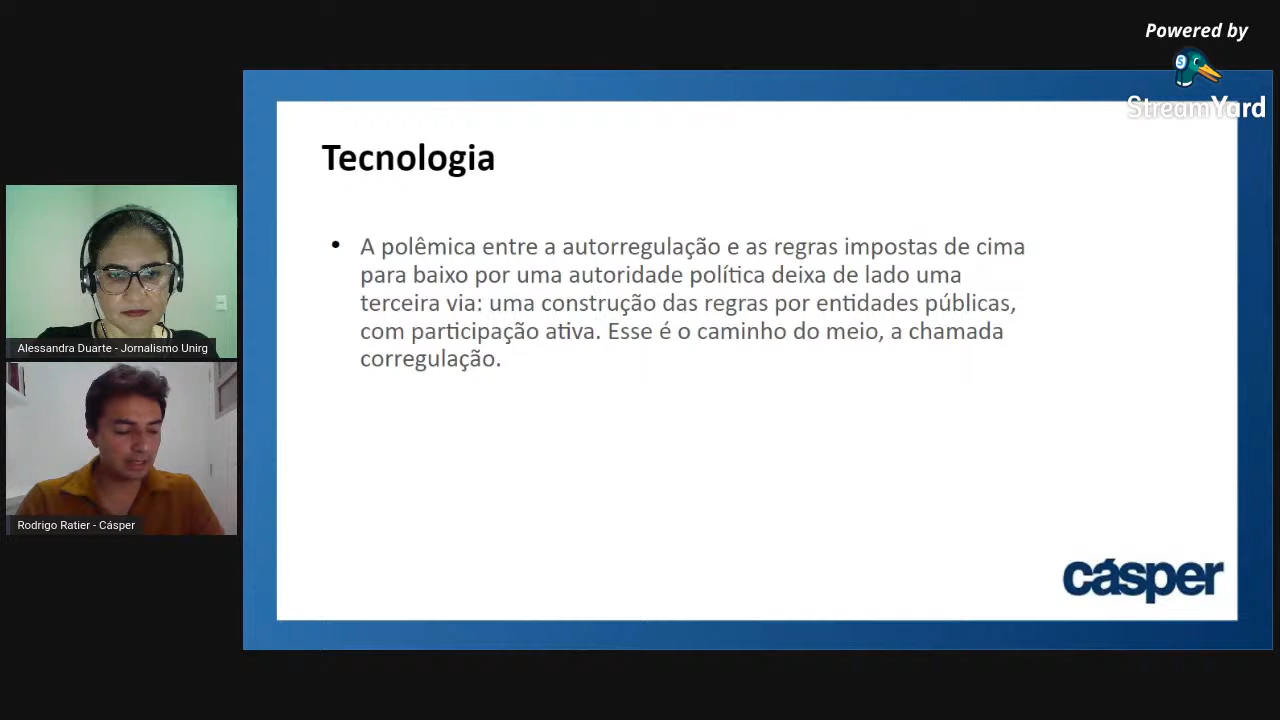 Powered by
StreamYard
Tecnologia
• A polêmica entre a autorregulação e as regras impostas de cima
para baixo por uma autoridade política deixa de lado uma
terceira via: uma construção das regras por entidades públicas,
com participação ativa. Esse é o caminho do meio, a chamada
corregulação.
Alessandra Duarte - Jornalismo Unirg
Rodrigo Ratier - Cásper
cásper